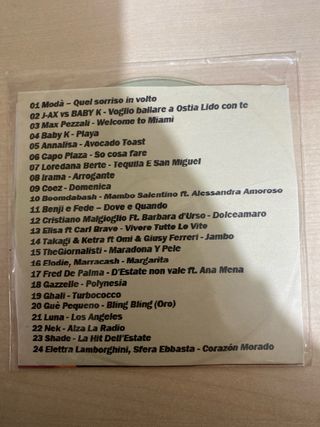 01 Modà – Quel sorriso in volto
02 J-AX vs BABY K - Voglio ballare a Ostia Lido con te
03 Max Pezzali - Welcome to Miami
04 Baby K - Playa
05 Annalisa - Avocado Toast
06 Capo Plaza - So cosa fare
07 Loredana Berte - Tequila E San Miguel
08 Irama - Arrogante
09 Coez - Domenica
10 Boomdabash - Mambo Salentino ft. Alessandra Amoroso
11 Benji e Fede – Dove e Quando
12 Cristiano Malgioglio Ft. Barbara d'Urso - Dolceamaro
13 Elisa ft Carl Brave - Vivere Tutte Le Vite
14 Takagi & Ketra ft Omi & Giusy Ferreri - Jambo
15 TheGiornalisti - Maradona Y Pele
16 Elodie, Marracash - Margarita
17 Fred De Palma - D'Estate non vale ft. Ana Mena
18 Gazzelle - Polynesia
19 Ghali - Turbococco
20 Guè Pequeno - Bling Bling (Oro)
21 Luna - Los Angeles
22 Nek - Alza La Radio
23 Shade - La Hit Dell'Estate
24 Elettra Lamborghini, Sfera Ebbasta - Corazón Morado